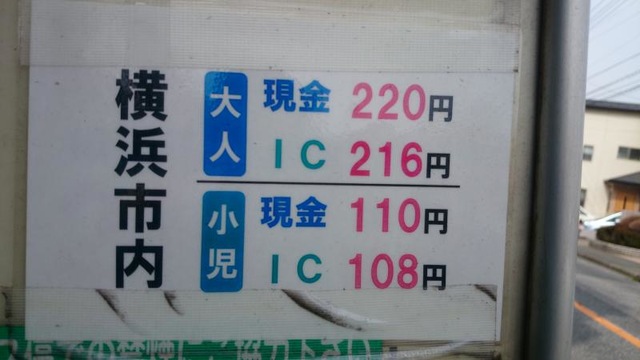 横浜市内
大人 現金 220円
IC 216円
小児 現金 110円
IC 108円